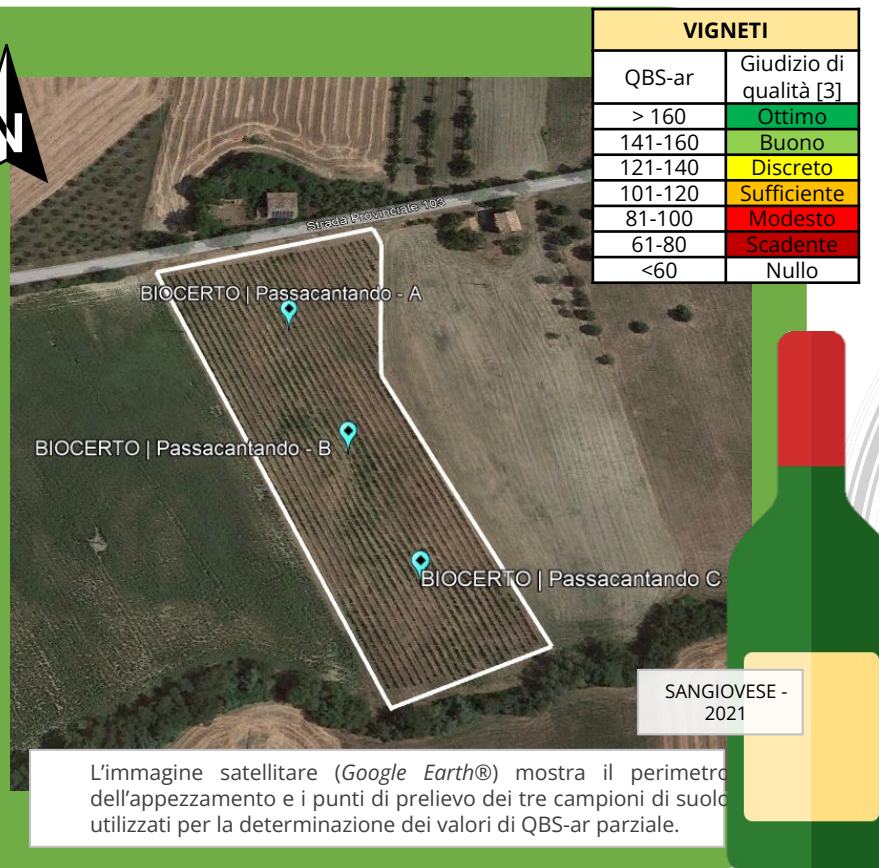 VIGNETI
QBS-ar
Giudizio di
qualità [3]
> 160
Ottimo
141-160
Buono
121-140
Discreto
101-120
Sufficiente
81-100
Modesto
61-80
Scadente
<60
Nullo
N
Strada Provinciale 103
BIOCERTO | Passacantando - A
BIOCERTO | Passacantando - B
BIOCERTO | Passacantando C
SANGIOVESE -
2021
L'immagine satellitare (Google Earth®) mostra il perimetro
dell'appezzamento e i punti di prelievo dei tre campioni di suolo
utilizzati per la determinazione dei valori di QBS-ar parziale.